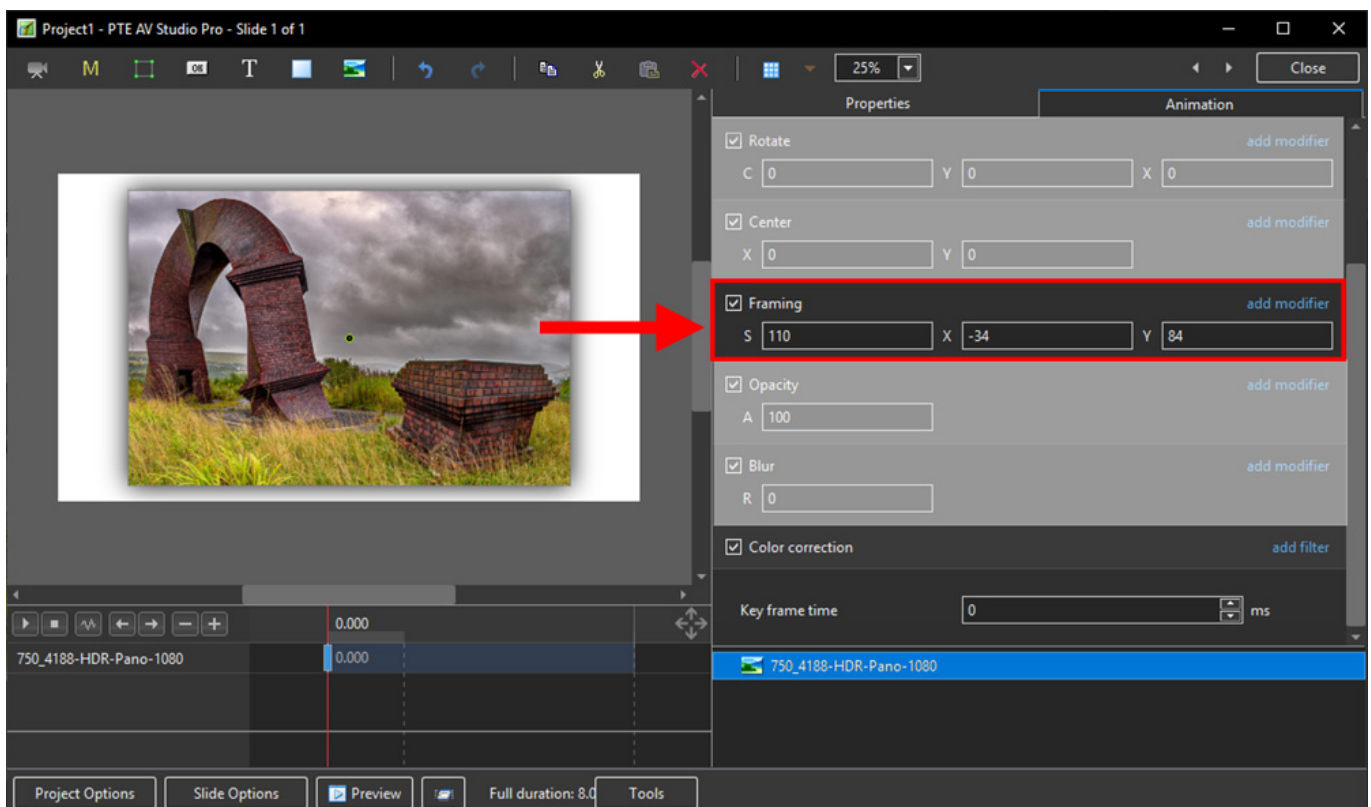 Project1 - PTE AV Studio Pro - Slide 1 of 1
M OK T 25% Close
Properties Animation
Rotate add modifier
C 0 Y 0 X 0
Center add modifier
X 0 Y 0
Framing add modifier
S 110 X -34 Y 84
Opacity add modifier
A 100
Blur add modifier
R 0
Color correction add filter
Key frame time 0 ms
0.000
750_4188-HDR-Pano-1080 0.000
750_4188-HDR-Pano-1080
Project Options Slide Options Preview Full duration: 8.0 Tools